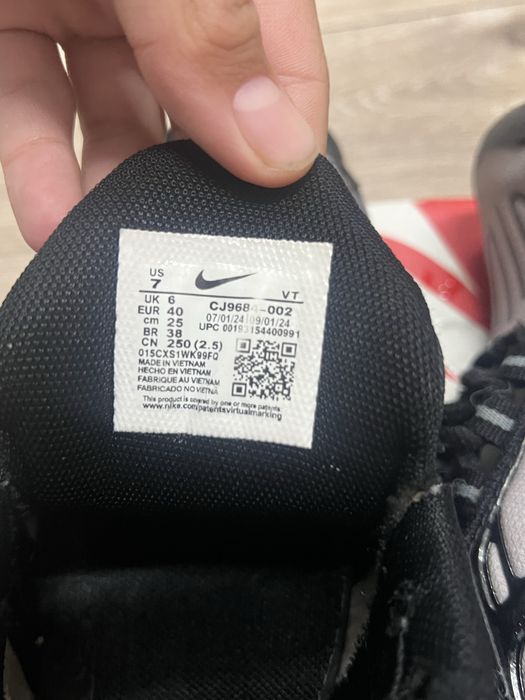 US
7
VT
UK 6
EUR 40
cm 25
BR 38
CN 250 (2.5)
CJ9684-002
07/01/24 09/01/24
UPC 00193154400991
015CXS1WK99FQ
MADE IN VIETNAM
HECHO EN VIETNAM
FABRIQUE AU VIETNAM
FABRICADO NO VIETNÃ
This product is covered by one or more patents
www.nike.com/patentsvirtualmarking